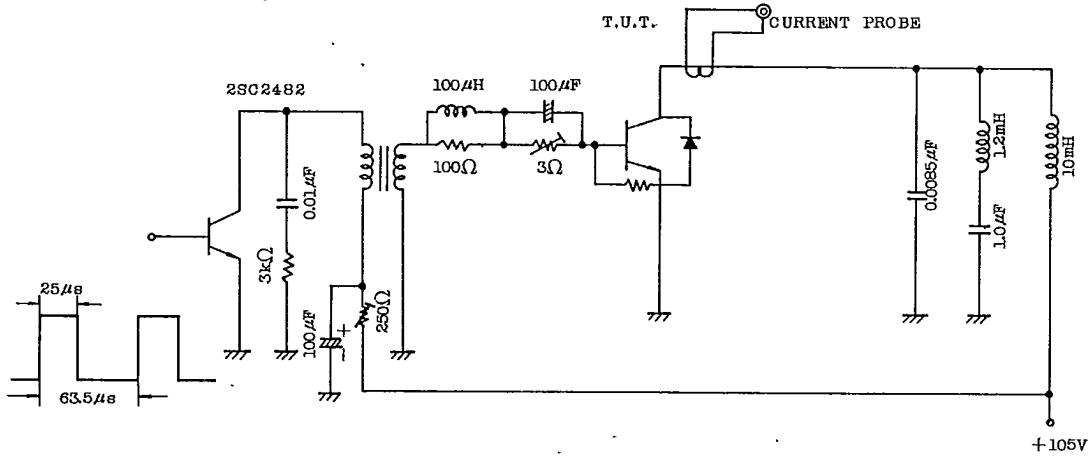 T.U.T.
CURRENT PROBE
2SC2482
100μH
100μF
100Ω
3Ω
0.01μF
3kΩ
100μF
+
250Ω
0.0085μF
1.2mH
1.0μF
10mH
25μs
63.5μs
+105V